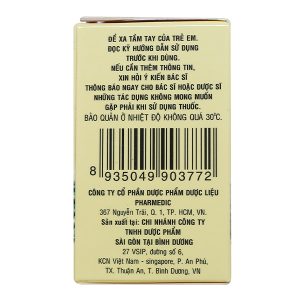 ĐỂ XA TẦM TAY CỦA TRẺ EM.
ĐỌC KỸ HƯỚNG DẪN SỬ DỤNG
TRƯỚC KHI DÙNG.
NẾU CẦN THÊM THÔNG TIN,
XIN HỎI Ý KIẾN BÁC SĨ
THÔNG BÁO NGAY CHO BÁC SĨ HOẶC DƯỢC SĨ
NHỮNG TÁC DỤNG KHÔNG MONG MUỐN
GẶP PHẢI KHI SỬ DỤNG THUỐC.
BẢO QUẢN Ở NHIỆT ĐỘ KHÔNG QUÁ 30°C.
8 935049 903772
CÔNG TY CỔ PHẦN DƯỢC PHẨM DƯỢC LIỆU
PHARMEDIC
367 Nguyễn Trãi, Q. 1, TP. HCM, VN.
Sản xuất tại: CHI NHÁNH CÔNG TY
TNHH DƯỢC PHẨM
SÀI GÒN TẠI BÌNH DƯƠNG
27 VSIP, đường số 6,
KCN Việt Nam - singapore, P. An Phú,
TX. Thuận An, T. Bình Dương, VN